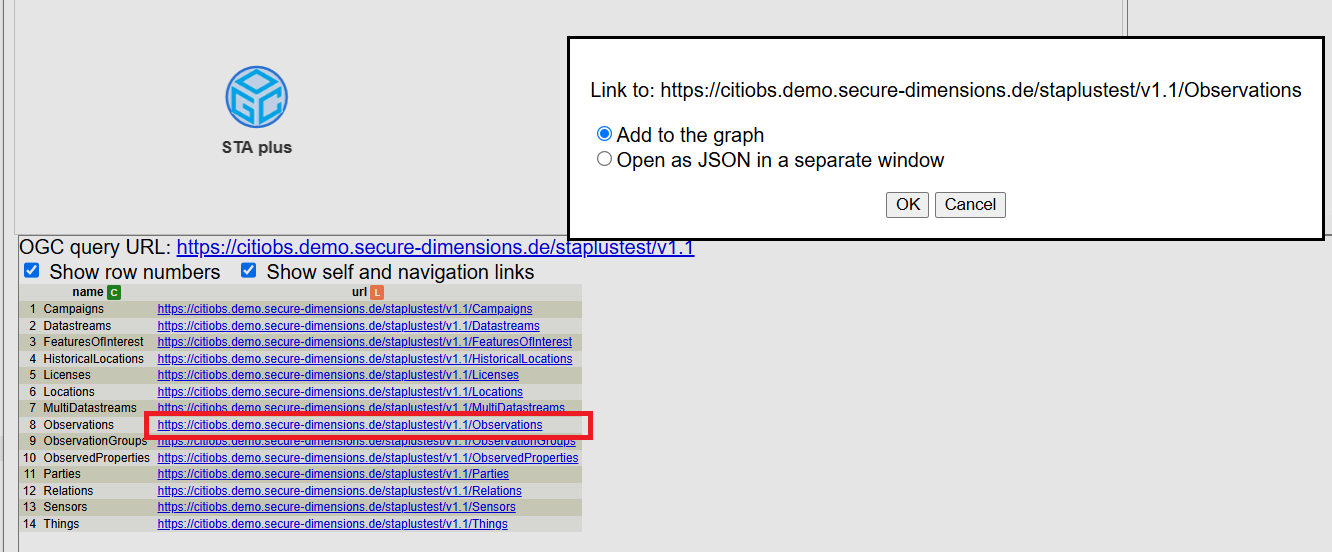 OGC
STA plus
Link to: https://citiobs.demo.secure-dimensions.de/staplustest/v1.1/Observations
Add to the graph
Open as JSON in a separate window
OK Cancel
OGC query URL: https://citiobs.demo.secure-dimensions.de/staplustest/v1.1
Show row numbers Show self and navigation links
name C url L
1 Campaigns https://citiobs.demo.secure-dimensions.de/staplustest/v1.1/Campaigns
2 Datastreams https://citiobs.demo.secure-dimensions.de/staplustest/v1.1/Datastreams
3 FeaturesOfInterest https://citiobs.demo.secure-dimensions.de/staplustest/v1.1/FeaturesOfInterest
4 HistoricalLocations https://citiobs.demo.secure-dimensions.de/staplustest/v1.1/HistoricalLocations
5 Licenses https://citiobs.demo.secure-dimensions.de/staplustest/v1.1/Licenses
6 Locations https://citiobs.demo.secure-dimensions.de/staplustest/v1.1/Locations
7 MultiDatastreams https://citiobs.demo.secure-dimensions.de/staplustest/v1.1/MultiDatastreams
8 Observations https://citiobs.demo.secure-dimensions.de/staplustest/v1.1/Observations
9 ObservationGroups https://citiobs.demo.secure-dimensions.de/staplustest/v1.1/ObservationGroups
10 ObservedProperties https://citiobs.demo.secure-dimensions.de/staplustest/v1.1/ObservedProperties
11 Parties https://citiobs.demo.secure-dimensions.de/staplustest/v1.1/Parties
12 Relations https://citiobs.demo.secure-dimensions.de/staplustest/v1.1/Relations
13 Sensors https://citiobs.demo.secure-dimensions.de/staplustest/v1.1/Sensors
14 Things https://citiobs.demo.secure-dimensions.de/staplustest/v1.1/Things